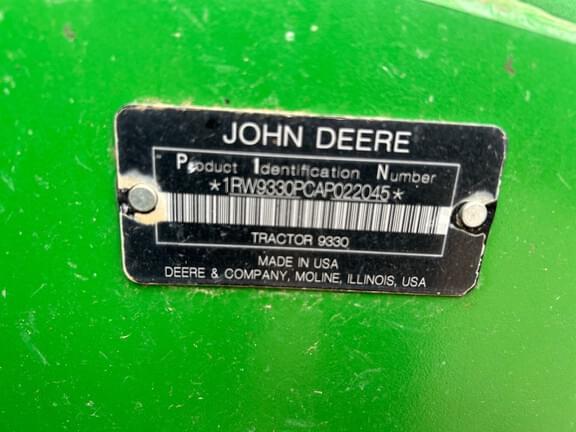 JOHN DEERE
Product Identification Number
*1RW9330PCAP022045*
TRACTOR 9330
MADE IN USA
DEERE & COMPANY, MOLINE, ILLINOIS, USA